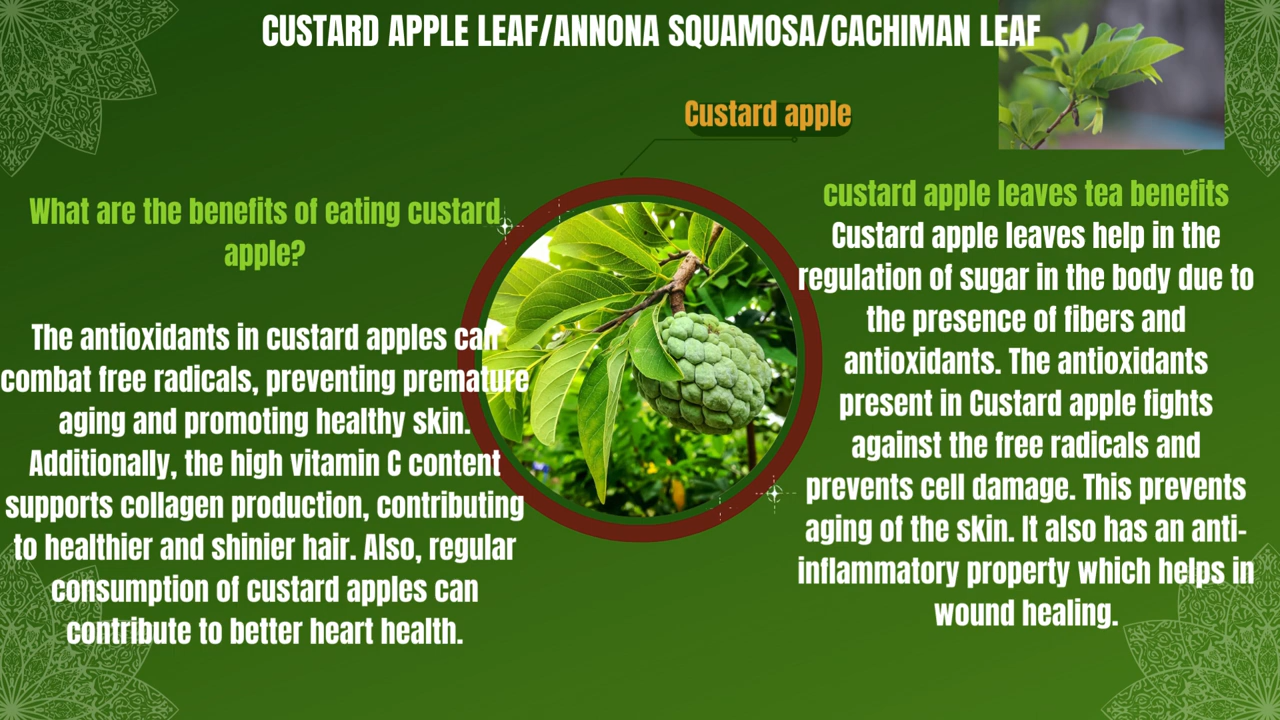 CUSTARD APPLE LEAF/ANNONA SQUAMOSA/CACHIMAN LEAF
Custard apple
What are the benefits of eating custard
apple?
The antioxidants in custard apples can
combat free radicals, preventing premature
aging and promoting healthy skin.
Additionally, the high vitamin C content
supports collagen production, contributing
to healthier and shinier hair. Also, regular
consumption of custard apples can
contribute to better heart health.
custard apple leaves tea benefits
Custard apple leaves help in the
regulation of sugar in the body due to
the presence of fibers and
antioxidants. The antioxidants
present in Custard apple fights
against the free radicals and
prevents cell damage. This prevents
aging of the skin. It also has an anti-
inflammatory property which helps in
wound healing.